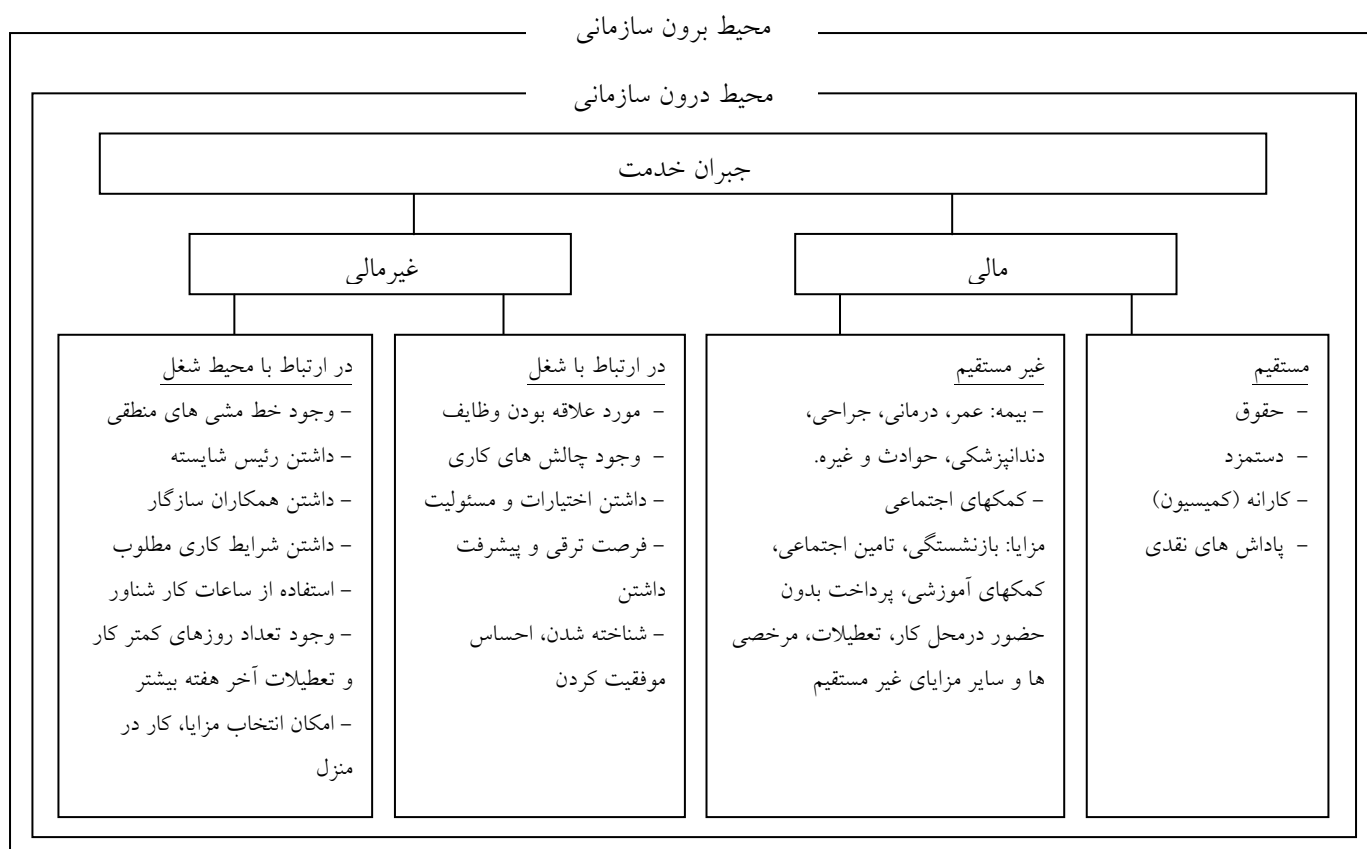 محیط برون سازمانی
محیط درون سازمانی
جبران خدمت
مالی
غیرمالی
مستقیم
- حقوق
- دستمزد
- کارانه (کمیسیون)
- پاداش های نقدی
غیر مستقیم
- بیمه: عمر، درمانی، جراحی،
دندانپزشکی، حوادث و غیره.
- کمکهای اجتماعی
مزایا: بازنشستگی، تامین اجتماعی،
کمکهای آموزشی، پرداخت بدون
حضور درمحل کار، تعطیلات، مرخصی
ها و سایر مزایای غیر مستقیم
در ارتباط با شغل
- مورد علاقه بودن وظایف
- وجود چالش های کاری
- داشتن اختیارات و مسئولیت
- فرصت ترقی و پیشرفت
داشتن
- شناخته شدن، احساس
موفقیت کردن
در ارتباط با محیط شغل
- وجود خط مشی های منطقی
- داشتن رئیس شایسته
- داشتن همکاران سازگار
- داشتن شرایط کاری مطلوب
- استفاده از ساعات کار شناور
- وجود تعداد روزهای کمتر کار
و تعطیلات آخر هفته بیشتر
- امکان انتخاب مزایا، کار در
منزل